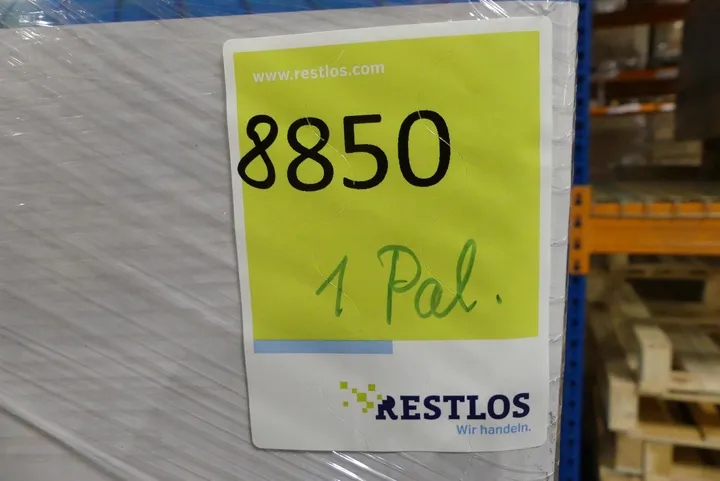 www.restlos.com
8850
1 Pal.
RESTLOS
Wir handeln.